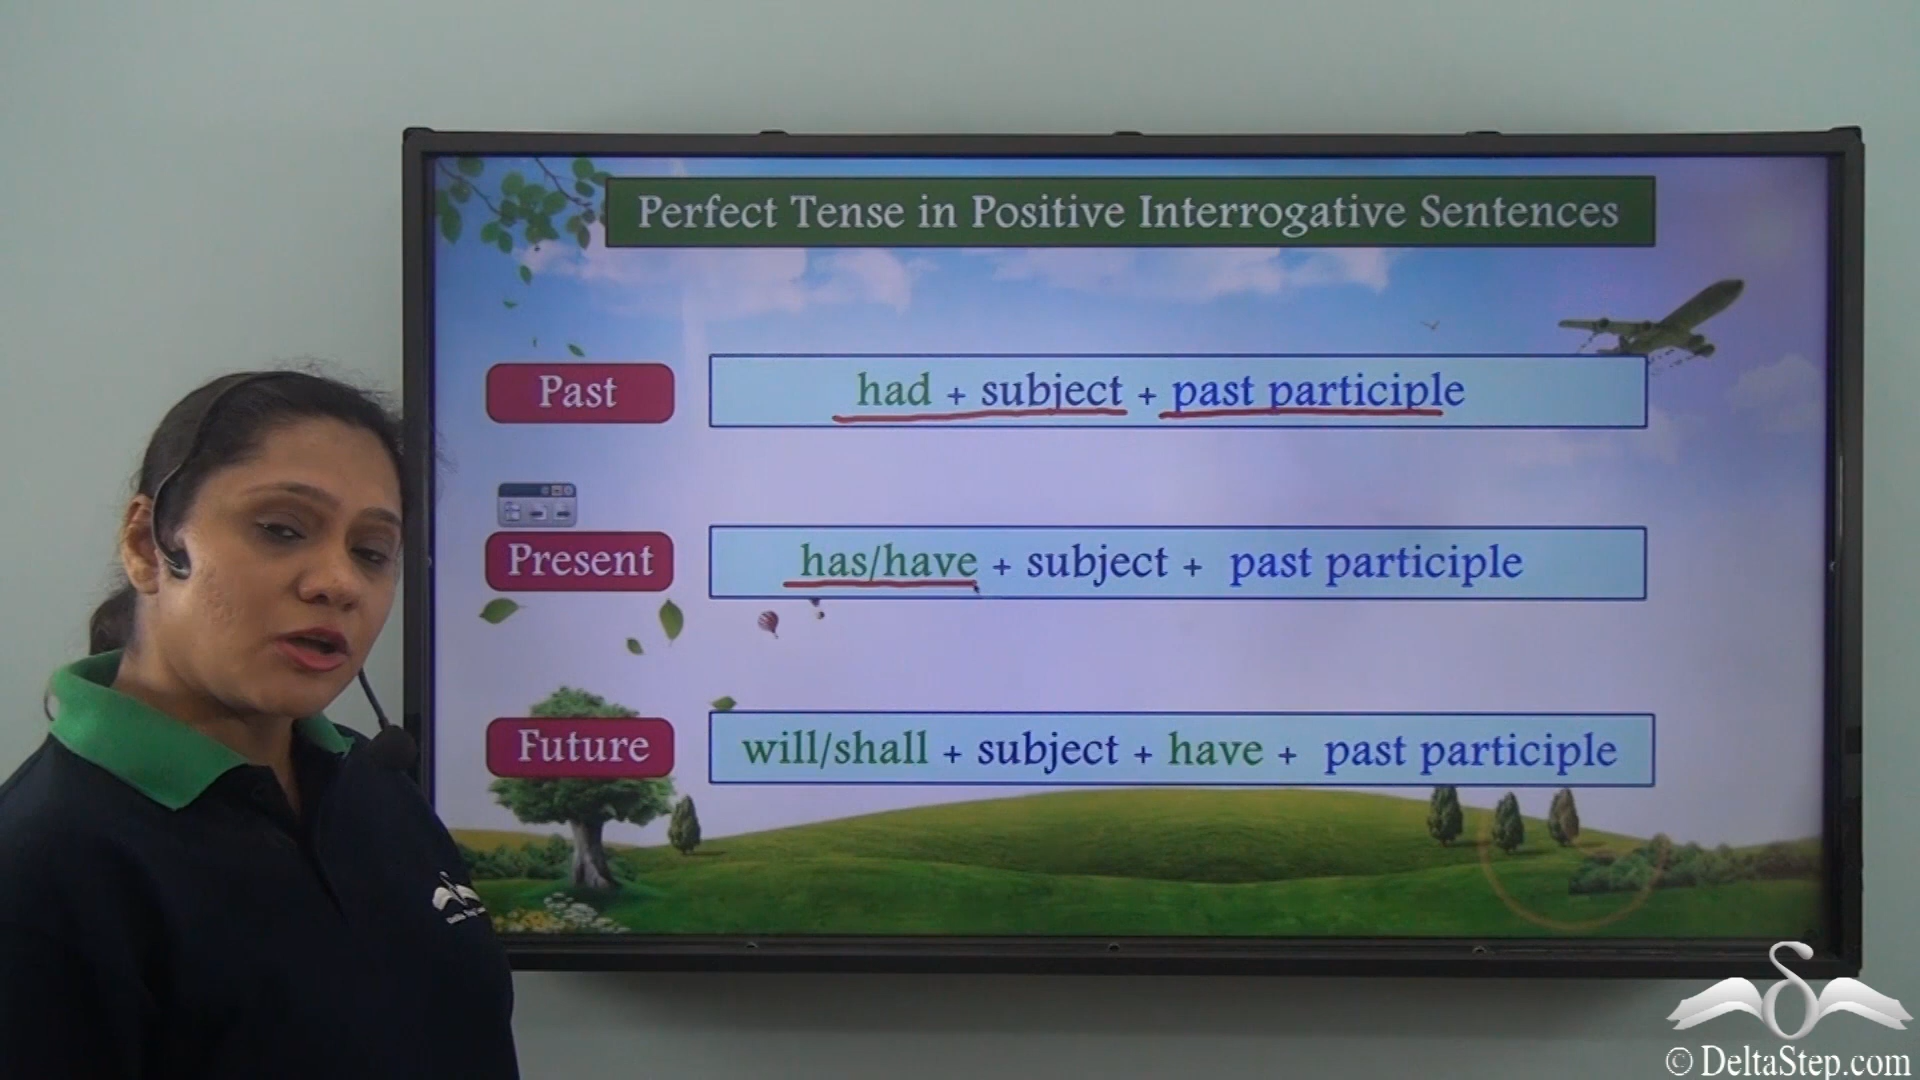 Perfect Tense in Positive Interrogative Sentences
Past
had + subject + past participle
Present
has/have + subject + past participle
Future
will/shall + subject + have + past participle
© DeltaStep.com